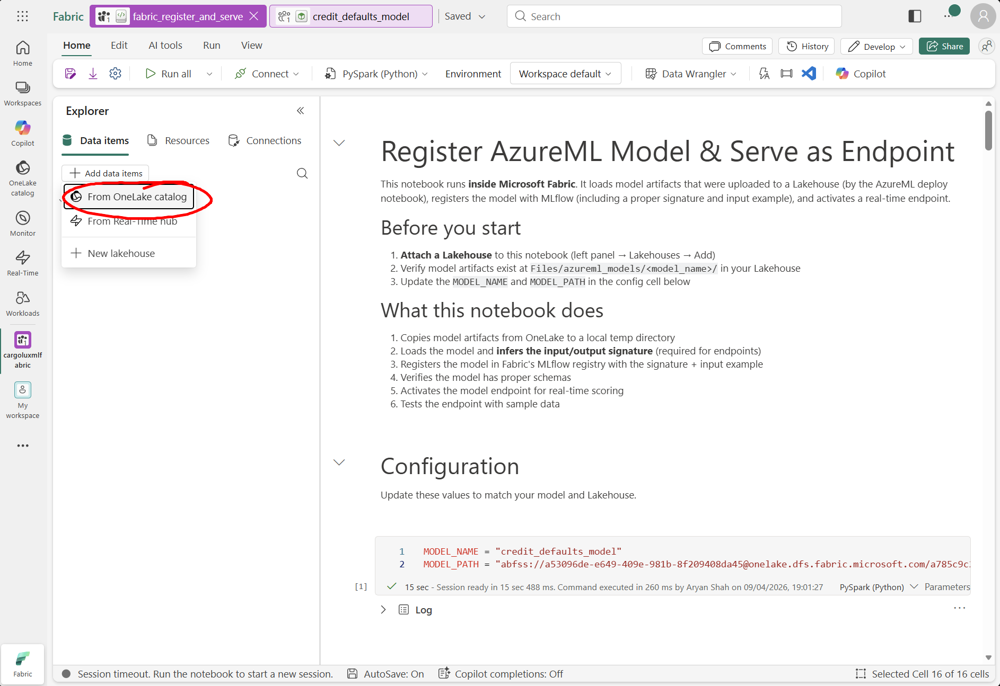 Fabric
1
fabric_register_and_serve
1
credit_defaults_model
Saved
Search
Home
Edit
AI tools
Run
View
Comments
History
Develop
Share
Run all
Connect
PySpark (Python)
Environment
Workspace default
Data Wrangler
Copilot
Home
Workspaces
Copilot
OneLake
catalog
Monitor
Real-Time
Workloads
1
cargoluxmlf
abric
My
workspace
Fabric
Explorer
Data items
Resources
Connections
Add data items
From OneLake catalog
From Real-Time hub
New lakehouse
Register AzureML Model & Serve as Endpoint
This notebook runs inside Microsoft Fabric. It loads model artifacts that were uploaded to a Lakehouse (by the AzureML deploy
notebook), registers the model with MLflow (including a proper signature and input example), and activates a real-time endpoint.
Before you start
1. Attach a Lakehouse to this notebook (left panel → Lakehouses → Add)
2. Verify model artifacts exist at Files/azureml_models/<model_name>/ in your Lakehouse
3. Update the MODEL_NAME and MODEL_PATH in the config cell below
What this notebook does
1. Copies model artifacts from OneLake to a local temp directory
2. Loads the model and infers the input/output signature (required for endpoints)
3. Registers the model in Fabric's MLflow registry with the signature + input example
4. Verifies the model has proper schemas
5. Activates the model endpoint for real-time scoring
6. Tests the endpoint with sample data
Configuration
Update these values to match your model and Lakehouse.
1 MODEL_NAME = "credit_defaults_model"
2 MODEL_PATH = "abfss://a53096de-e649-409e-981b-8f209408da45@onelake.dfs.fabric.microsoft.com/a785c9c
[1]
15 sec - Session ready in 15 sec 488 ms. Command executed in 260 ms by Aryan Shah on 09/04/2026, 19:01:27
PySpark (Python)
Parameters
Log
Session timeout. Run the notebook to start a new session.
AutoSave: On
Copilot completions: Off
Selected Cell 16 of 16 cells